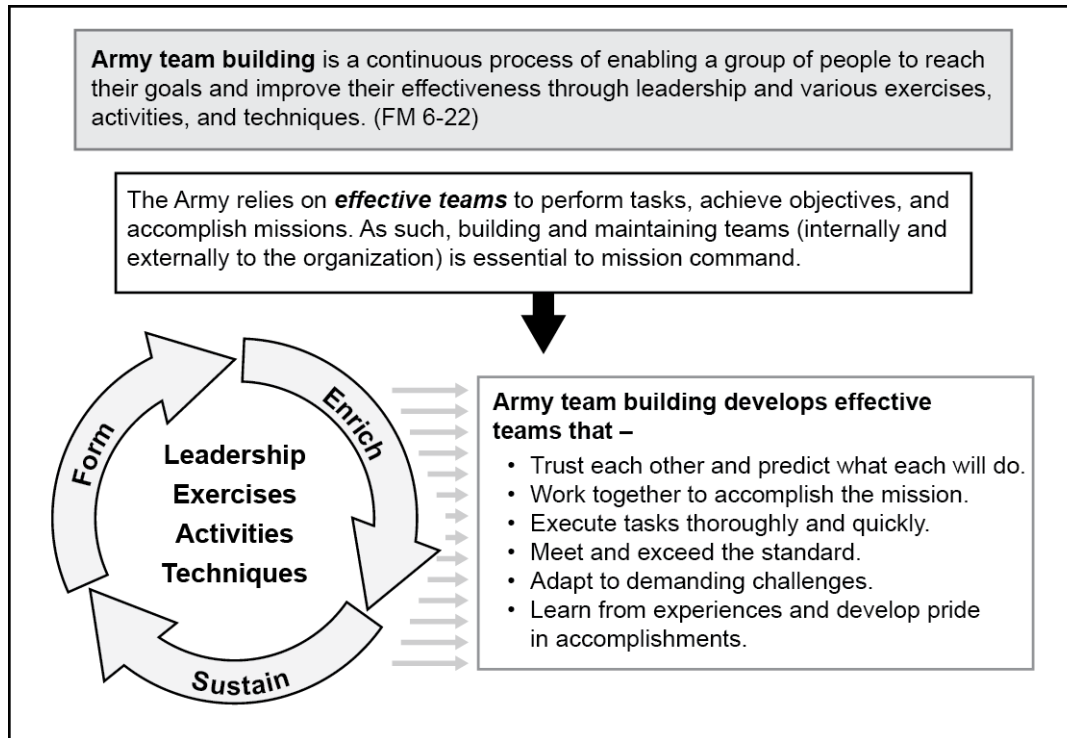 Army team building is a continuous process of enabling a group of people to reach
their goals and improve their effectiveness through leadership and various exercises,
activities, and techniques. (FM 6-22)
The Army relies on effective teams to perform tasks, achieve objectives, and
accomplish missions. As such, building and maintaining teams (internally and
externally to the organization) is essential to mission command.
Form
Enrich
Sustain
Leadership
Exercises
Activities
Techniques
Army team building develops effective
teams that –
• Trust each other and predict what each will do.
• Work together to accomplish the mission.
• Execute tasks thoroughly and quickly.
• Meet and exceed the standard.
• Adapt to demanding challenges.
• Learn from experiences and develop pride
in accomplishments.